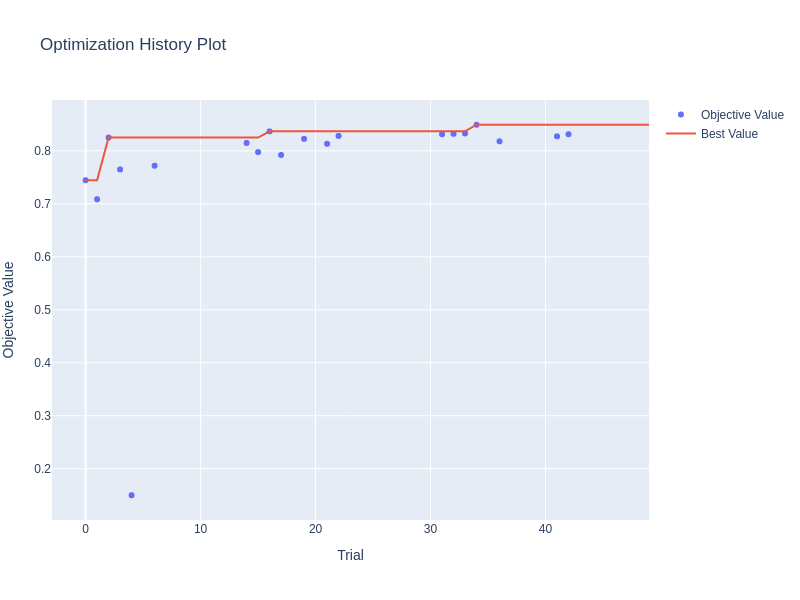 Optimization History Plot
Objective Value
Best Value
0.8
0.7
0.6
0.5
0.4
0.3
0.2
Objective Value
0 10 20 30 40
Trial